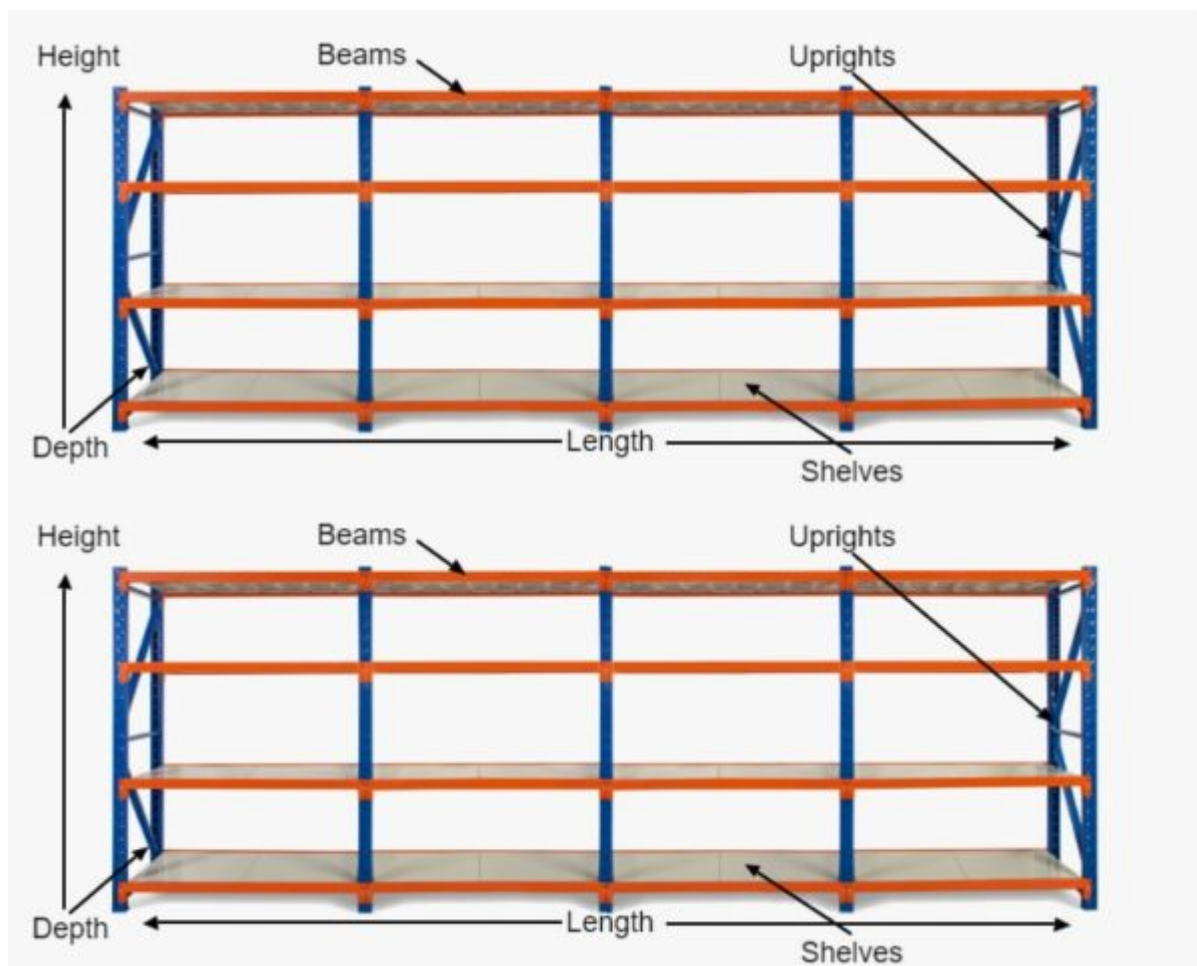 Height
Beams
Uprights
Depth
Length
Shelves
Height
Beams
Uprights
Depth
Length
Shelves